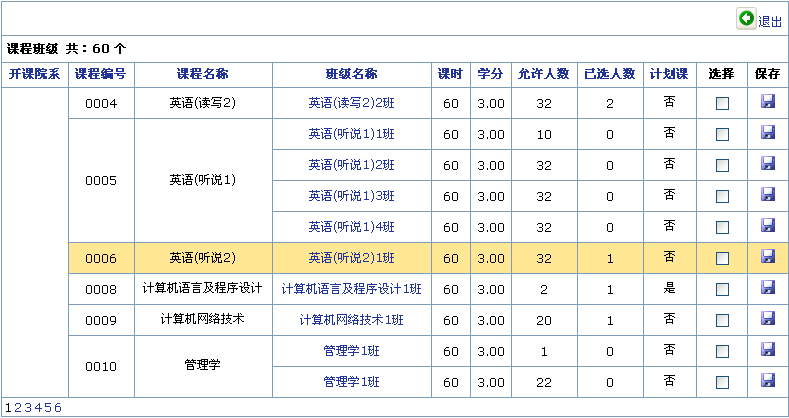 退出
课程班级 共：60 个
开课院系 课程编号 课程名称 班级名称 课时 学分 允许人数 已选人数 计划课 选择 保存
0004 英语(读写2) 英语(读写2)2班 60 3.00 32 2 否
0005 英语(听说1) 英语(听说1)1班 60 3.00 10 0 否
英语(听说1)2班 60 3.00 32 0 否
英语(听说1)3班 60 3.00 32 0 否
英语(听说1)4班 60 3.00 32 0 否
0006 英语(听说2) 英语(听说2)1班 60 3.00 32 1 否
0008 计算机语言及程序设计 计算机语言及程序设计1班 60 3.00 2 1 是
0009 计算机网络技术 计算机网络技术1班 60 3.00 20 1 否
0010 管理学 管理学1班 60 3.00 1 0 否
管理学1班 60 3.00 22 0 否
1 2 3 4 5 6